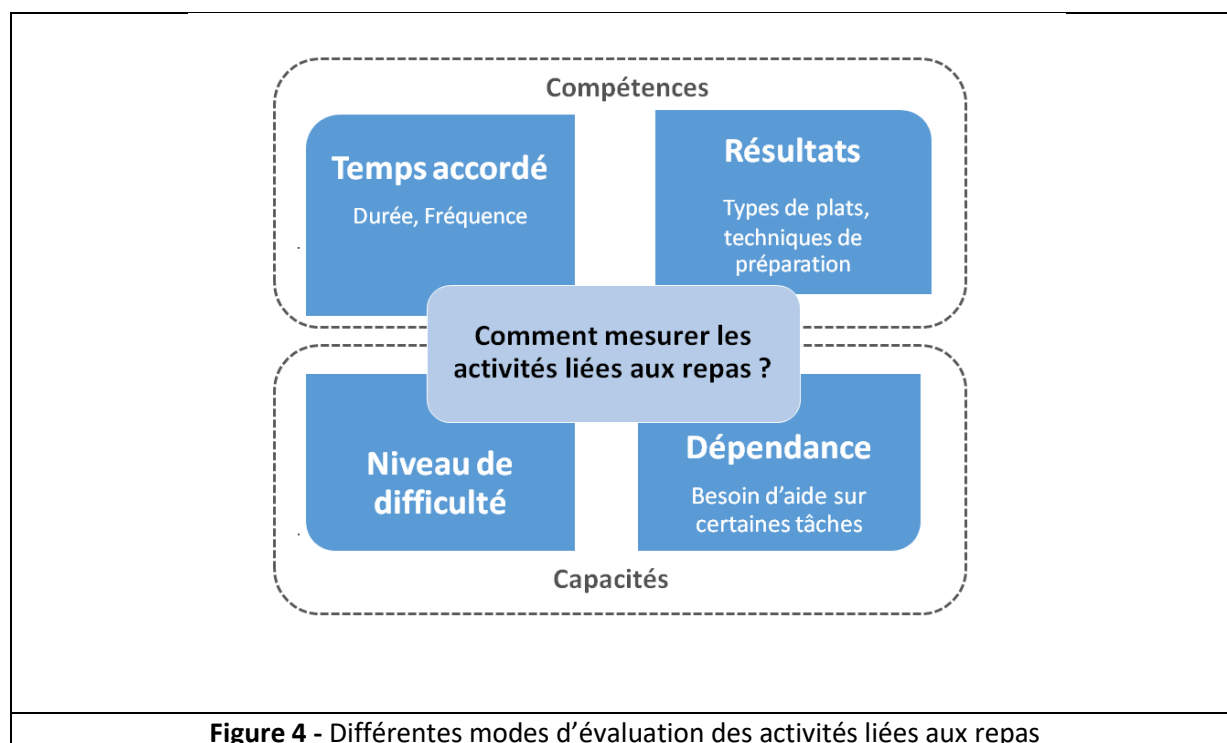 Compétences
Temps accordé
Durée, Fréquence
Résultats
Types de plats,
techniques de
préparation
Comment mesurer les
activités liées aux repas ?
Niveau de
difficulté
Dépendance
Besoin d'aide sur
certaines tâches
Capacités
Figure 4 - Différentes modes d'évaluation des activités liées aux repas